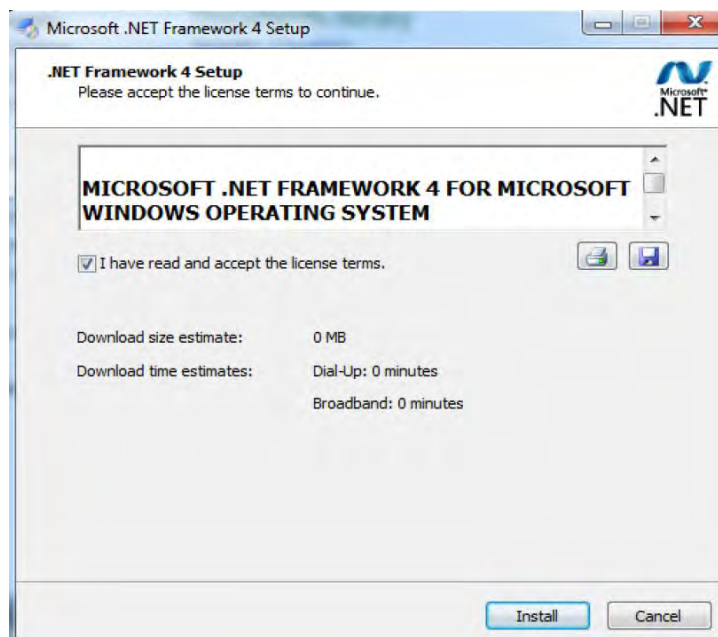 Microsoft .NET Framework 4 Setup
.NET Framework 4 Setup
Please accept the license terms to continue.
Microsoft®
.NET
MICROSOFT .NET FRAMEWORK 4 FOR MICROSOFT
WINDOWS OPERATING SYSTEM
I have read and accept the license terms.
Download size estimate: 0 MB
Download time estimates: Dial-Up: 0 minutes
Broadband: 0 minutes
Install Cancel